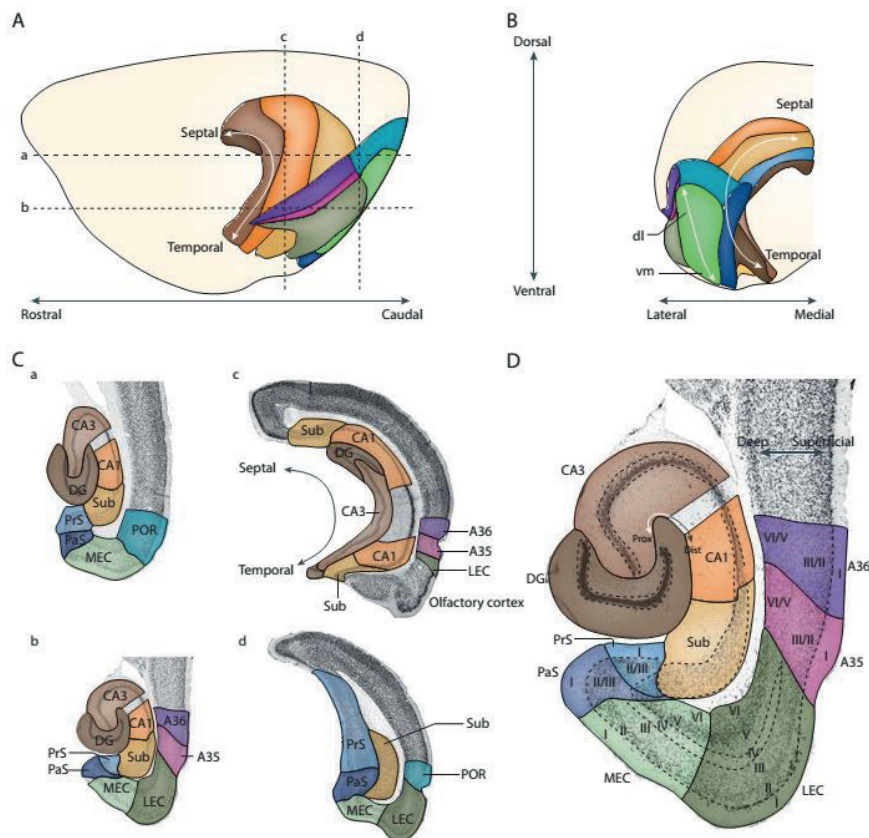 A
c
d
Septal
a
b
Temporal
Rostral
Caudal
B
Dorsal
Septal
dl
Temporal
vm
Ventral
Lateral
Medial
C
a
CA3
CA1
DG
Sub
PrS
PaS
MEC
POR
c
Sub
CA1
DG
Septal
CA3
A36
A35
CA1
LEC
Temporal
Sub
Olfactory cortex
b
CA3
CA1
A36
DG
PrS
Sub
A35
PaS
MEC
LEC
d
Sub
PrS
POR
PaS
MEC
LEC
D
Deep
Superficial
CA3
Prox
Dist
CA1
VI/V
III/II
I
A36
DG
VI/V
PrS
I
Sub
III/II
PaS
I
II/III
II/III
I
A35
I
II
III
IV
V
VI
VI
V
IV
III
II
I
MEC
LEC